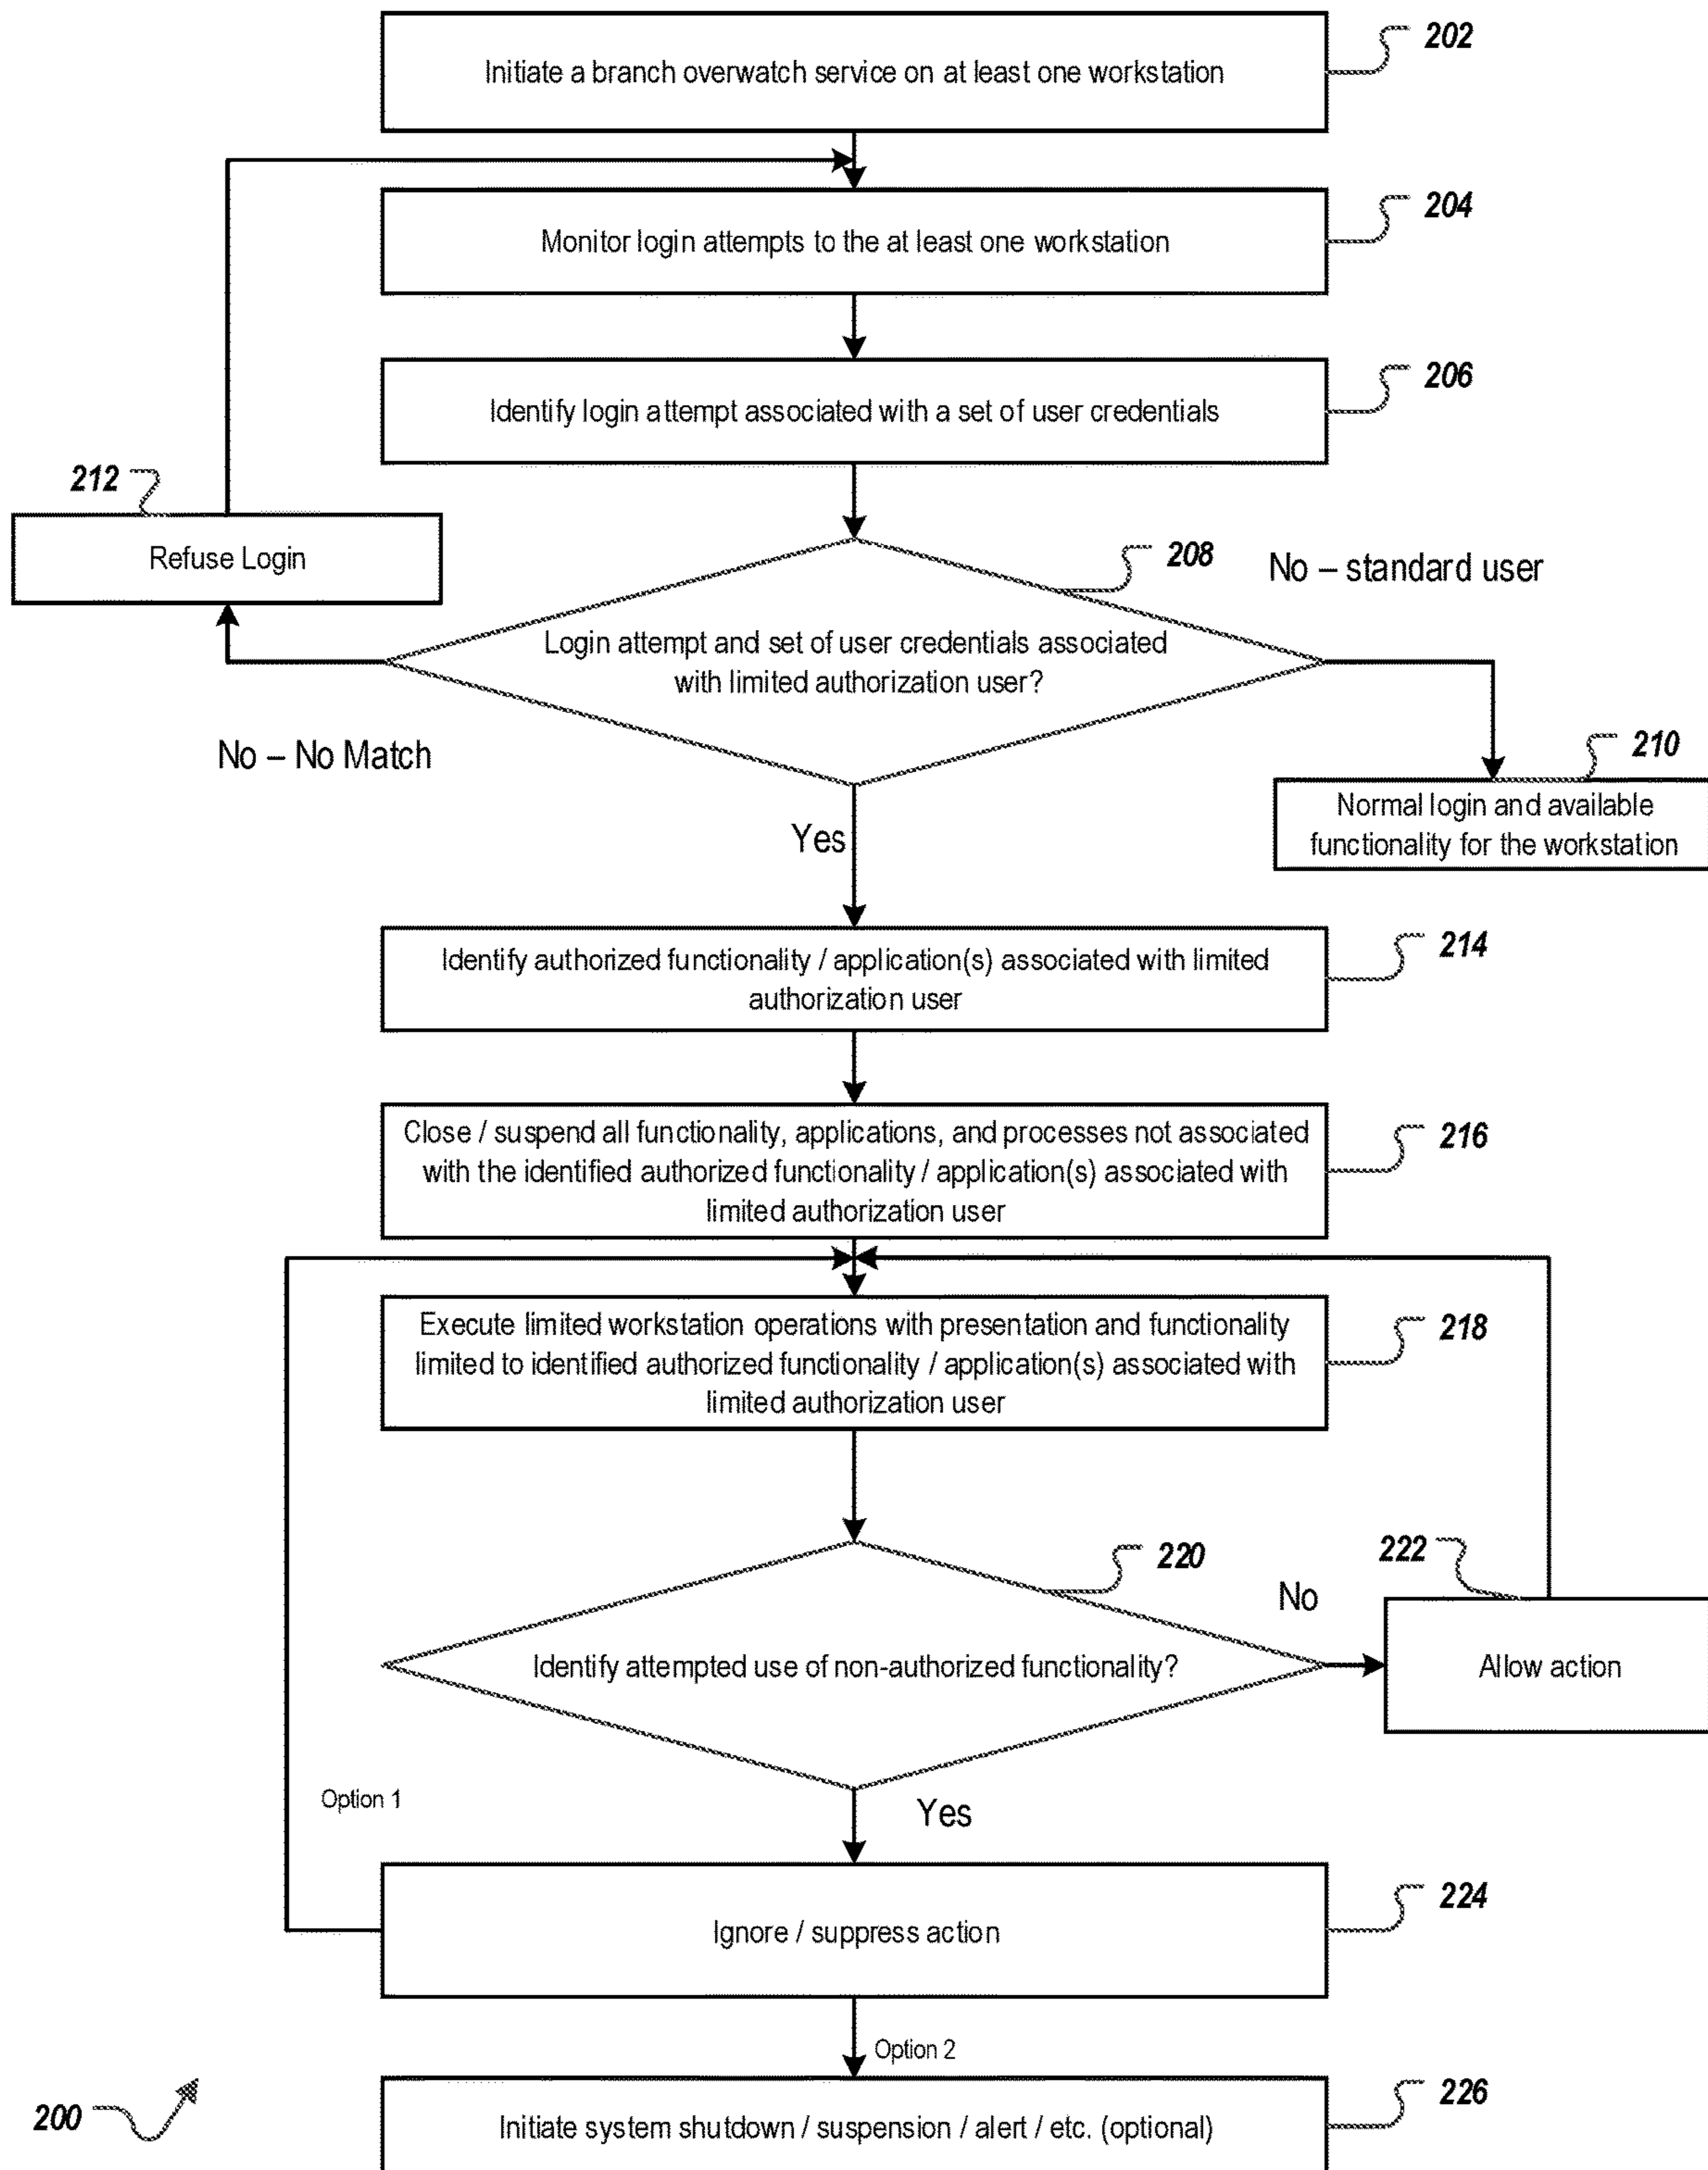 202
Initiate a branch overwatch service on at least one workstation
204
Monitor login attempts to the at least one workstation
206
Identify login attempt associated with a set of user credentials
212
Refuse Login
208
No – standard user
Login attempt and set of user credentials associated
with limited authorization user?
No – No Match
210
Normal login and available
functionality for the workstation
Yes
214
Identify authorized functionality / application(s) associated with limited
authorization user
216
Close / suspend all functionality, applications, and processes not associated
with the identified authorized functionality / application(s) associated with
limited authorization user
218
Execute limited workstation operations with presentation and functionality
limited to identified authorized functionality / application(s) associated with
limited authorization user
220
222
No
Identify attempted use of non-authorized functionality?
Allow action
Option 1
Yes
224
Ignore / suppress action
Option 2
226
200
Initiate system shutdown / suspension / alert / etc. (optional)